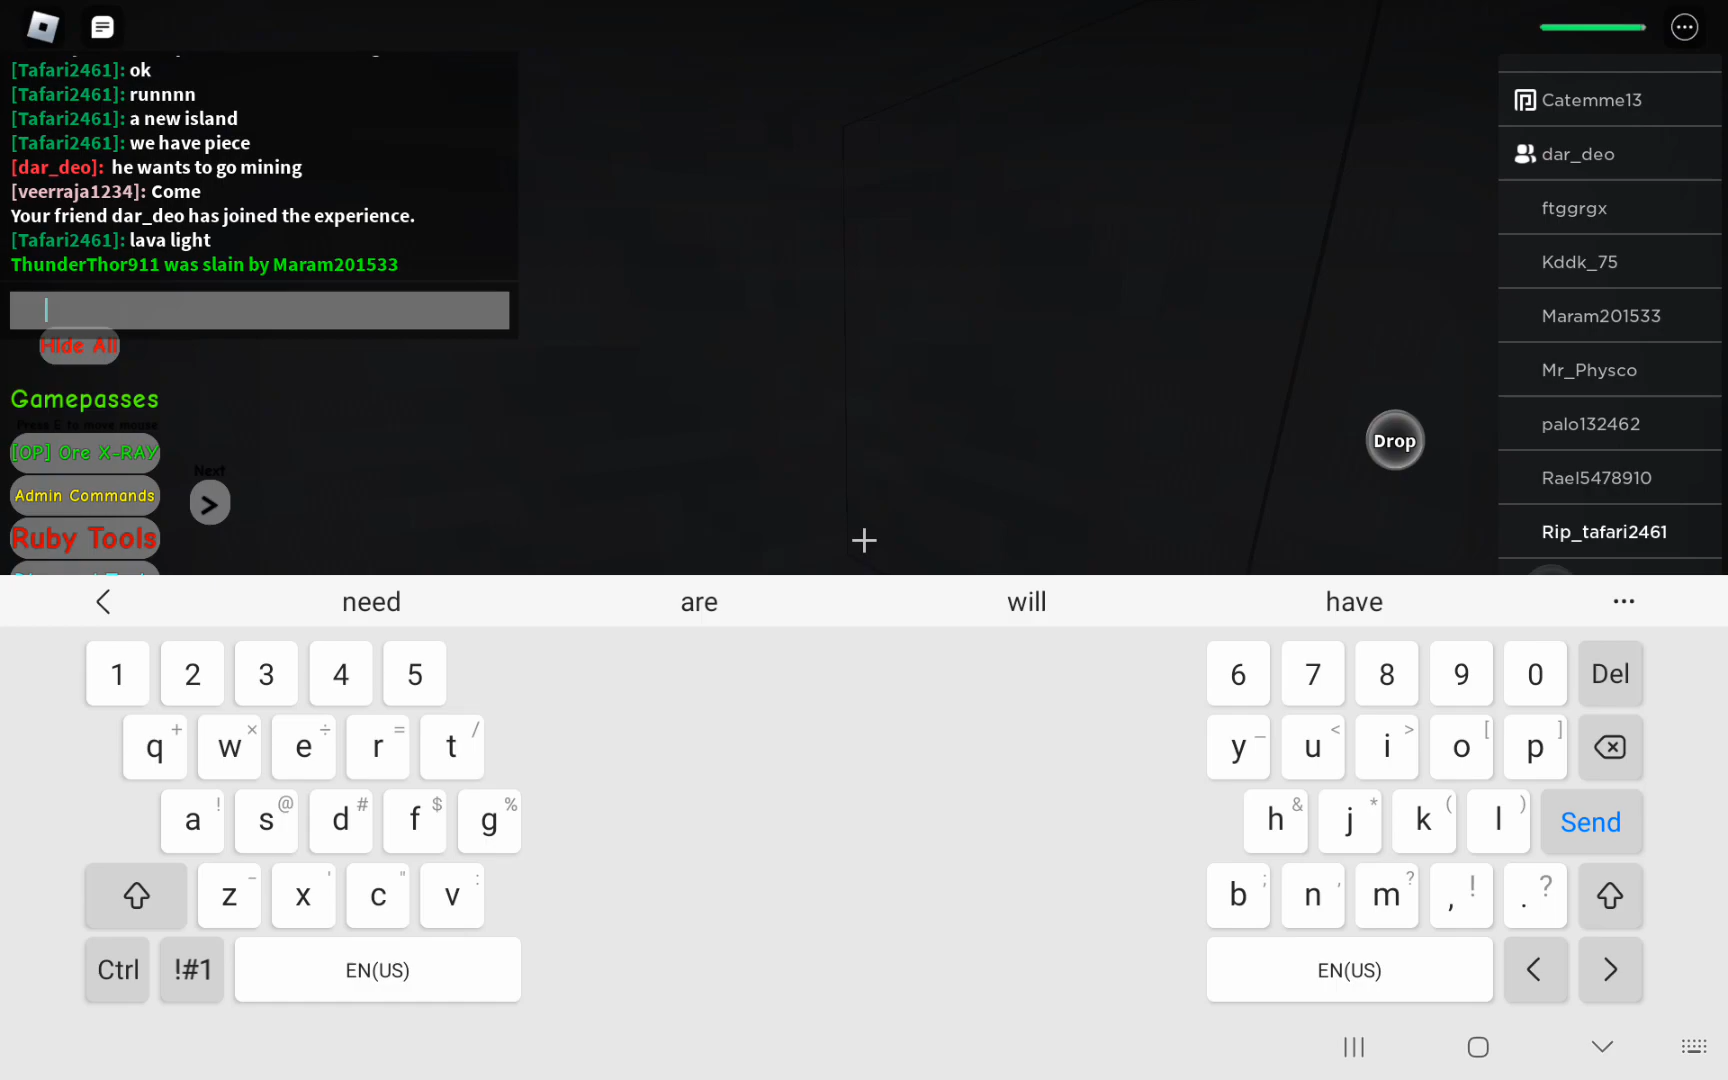 [Tafari2461]: ok
[Tafari2461]: runnnn
[Tafari2461]: a new island
[Tafari2461]: we have piece
[dar_deo]: he wants to go mining
[veerraja1234]: Come
Your friend dar_deo has joined the experience.
[Tafari2461]: lava light
ThunderThor911 was slain by Maram201533
Hide All
Gamepasses
Press E to move mouse
[OP] Ore X-RAY
Admin Commands
Ruby Tools
Next
>
Drop
Catemme13
dar_deo
ftggrgx
Kddk_75
Maram201533
Mr_Physco
palo132462
Rael5478910
Rip_tafari2461
need are will have
1 2 3 4 5 6 7 8 9 0 Del
q + w × e ÷ r = t / y _ u < i > o [ p ]
a ! s @ d # f $ g % h & j * k ( l ) Send
z - x ' c " v : b ; n , m ? , ! . ?
Ctrl !#1 EN(US) EN(US) < >